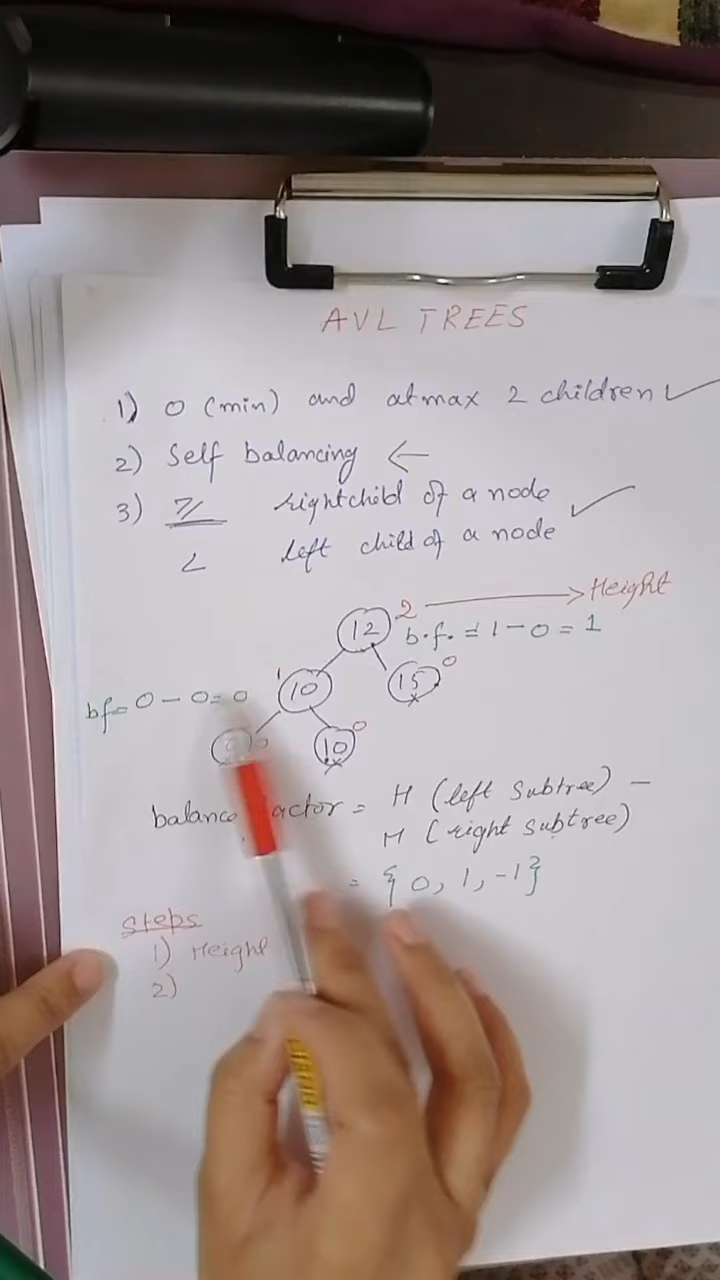 AVL TREES
1) 0 (min) and atmax 2 children ✓
2) Self balancing ←
3) ≥ rightchild of a node ✓
< left child of a node
2 → Height
12 b.f. = 1 - 0 = 1
1 10 15 0
bf = 0 - 0 = 0
0 10 0
balance actor = H (left subtree) -
H (right subtree)
= {0, 1, -1}
Steps
1) Height
2)